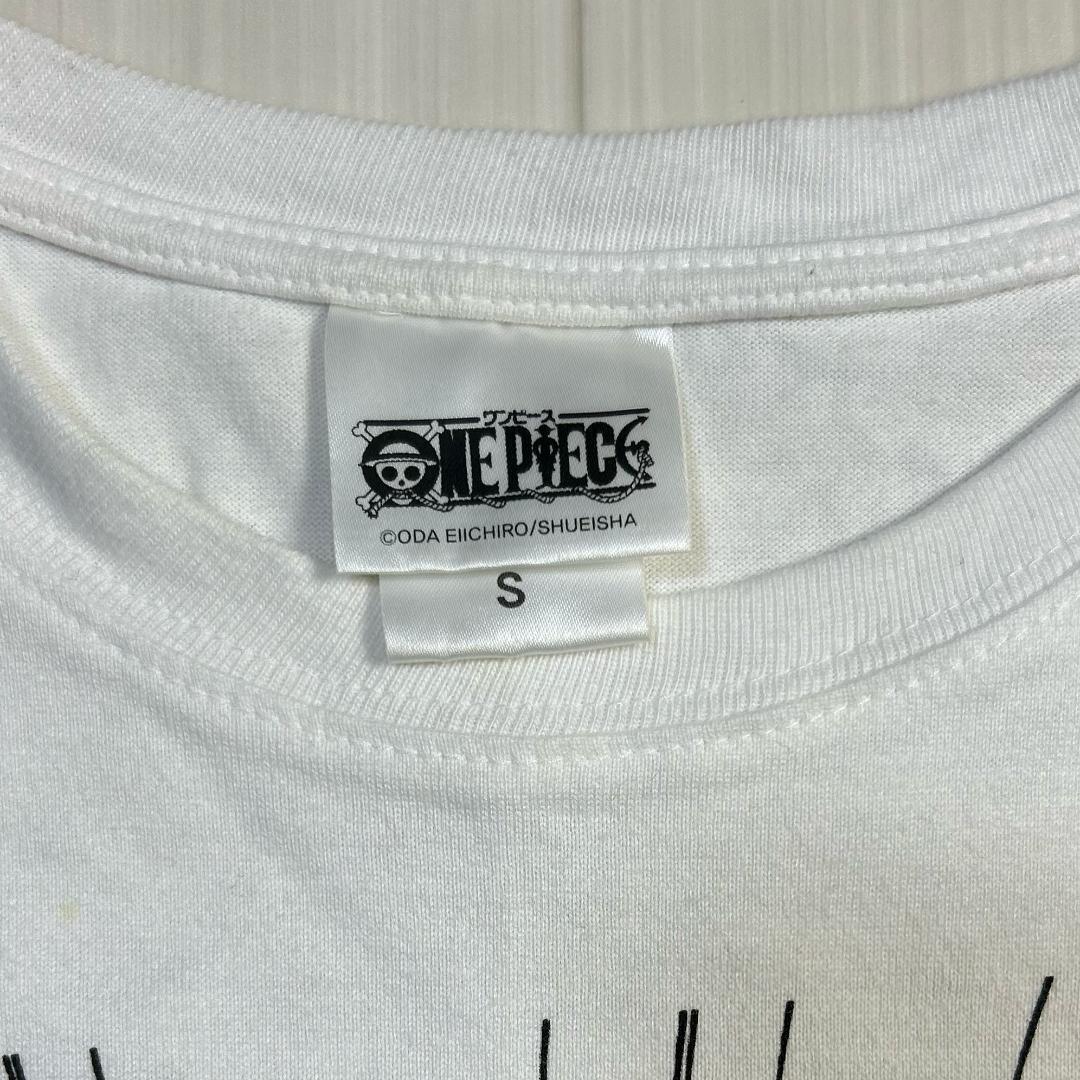 ワンピース
ONE PIECE
©ODA EIICHIRO/SHUEISHA
S